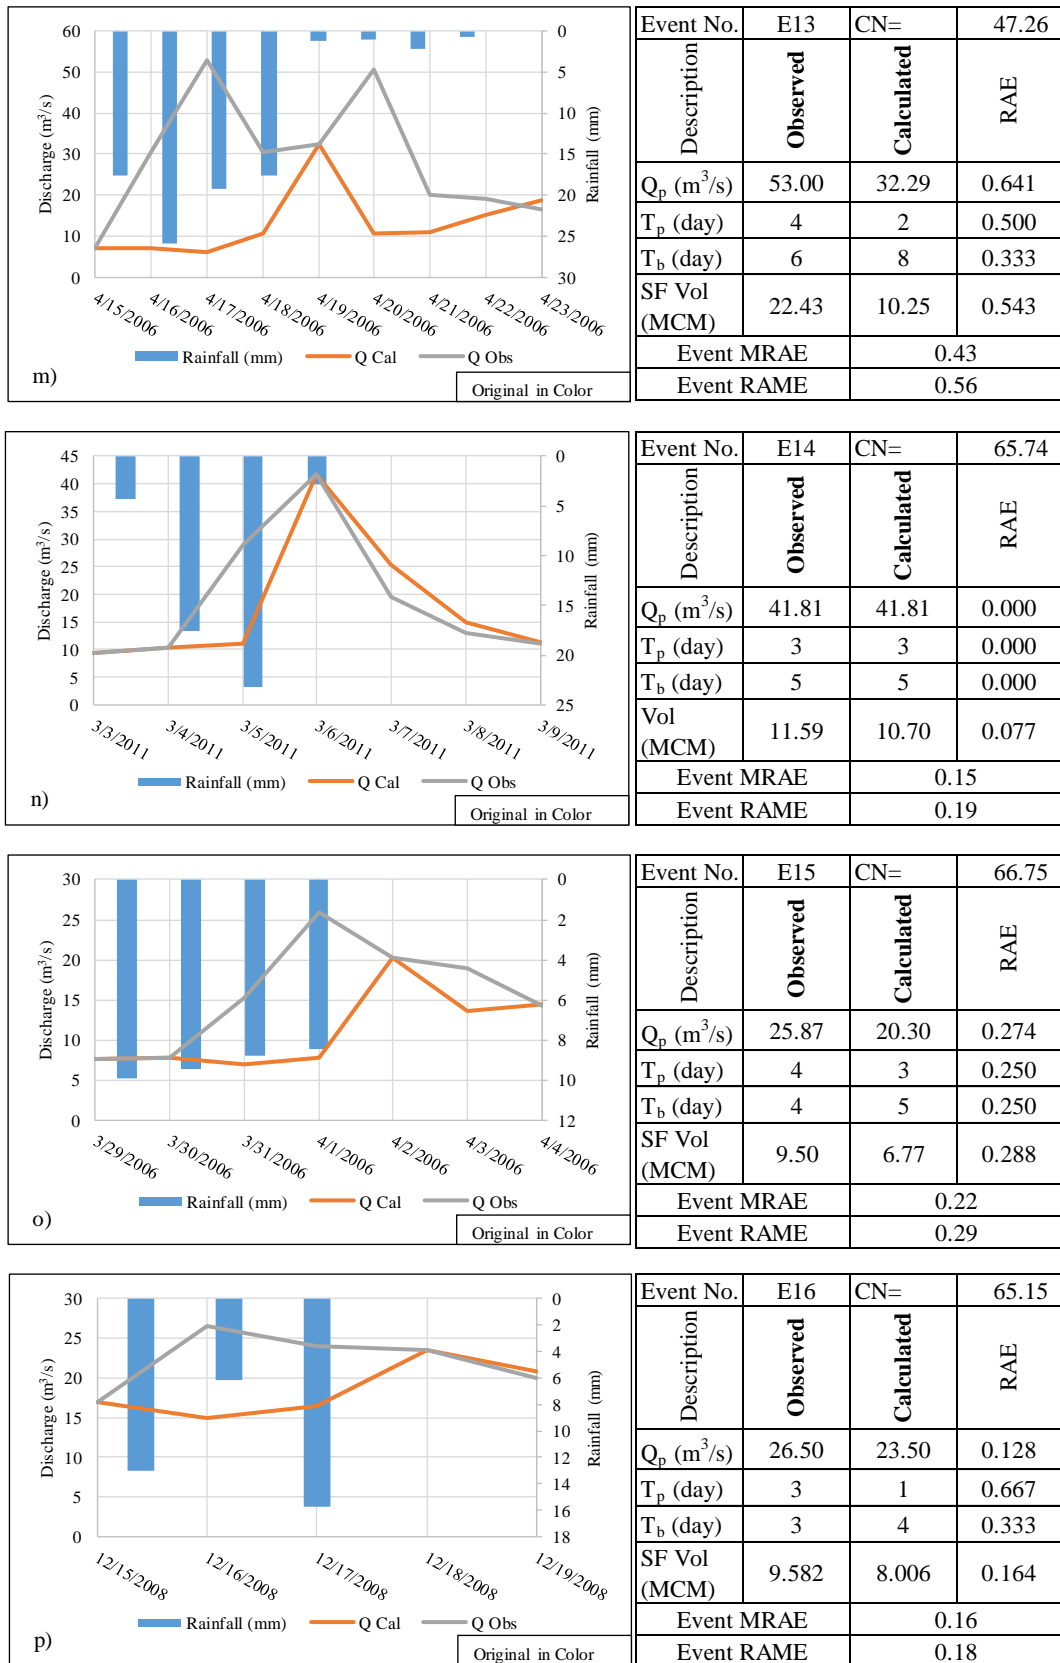 60
50
40
30
20
10
0
Discharge (m³/s)
0
5
10
15
20
25
30
Rainfall (mm)
4/15/2006
4/16/2006
4/17/2006
4/18/2006
4/19/2006
4/20/2006
4/21/2006
4/22/2006
4/23/2006
Rainfall (mm) Q Cal Q Obs
m)
Original in Color
Event No. E13 CN= 47.26
Description Observed Calculated RAE
Qp (m³/s) 53.00 32.29 0.641
Tp (day) 4 2 0.500
Tb (day) 6 8 0.333
SF Vol (MCM) 22.43 10.25 0.543
Event MRAE 0.43
Event RAME 0.56
45
40
35
30
25
20
15
10
5
0
Discharge (m³/s)
0
5
10
15
20
25
Rainfall (mm)
3/3/2011
3/4/2011
3/5/2011
3/6/2011
3/7/2011
3/8/2011
3/9/2011
Rainfall (mm) Q Cal Q Obs
n)
Original in Color
Event No. E14 CN= 65.74
Description Observed Calculated RAE
Qp (m³/s) 41.81 41.81 0.000
Tp (day) 3 3 0.000
Tb (day) 5 5 0.000
Vol (MCM) 11.59 10.70 0.077
Event MRAE 0.15
Event RAME 0.19
30
25
20
15
10
5
0
Discharge (m³/s)
0
2
4
6
8
10
12
Rainfall (mm)
3/29/2006
3/30/2006
3/31/2006
4/1/2006
4/2/2006
4/3/2006
4/4/2006
Rainfall (mm) Q Cal Q Obs
o)
Original in Color
Event No. E15 CN= 66.75
Description Observed Calculated RAE
Qp (m³/s) 25.87 20.30 0.274
Tp (day) 4 3 0.250
Tb (day) 4 5 0.250
SF Vol (MCM) 9.50 6.77 0.288
Event MRAE 0.22
Event RAME 0.29
30
25
20
15
10
5
0
Discharge (m³/s)
0
2
4
6
8
10
12
14
16
18
Rainfall (mm)
12/15/2008
12/16/2008
12/17/2008
12/18/2008
12/19/2008
Rainfall (mm) Q Cal Q Obs
p)
Original in Color
Event No. E16 CN= 65.15
Description Observed Calculated RAE
Qp (m³/s) 26.50 23.50 0.128
Tp (day) 3 1 0.667
Tb (day) 3 4 0.333
SF Vol (MCM) 9.582 8.006 0.164
Event MRAE 0.16
Event RAME 0.18